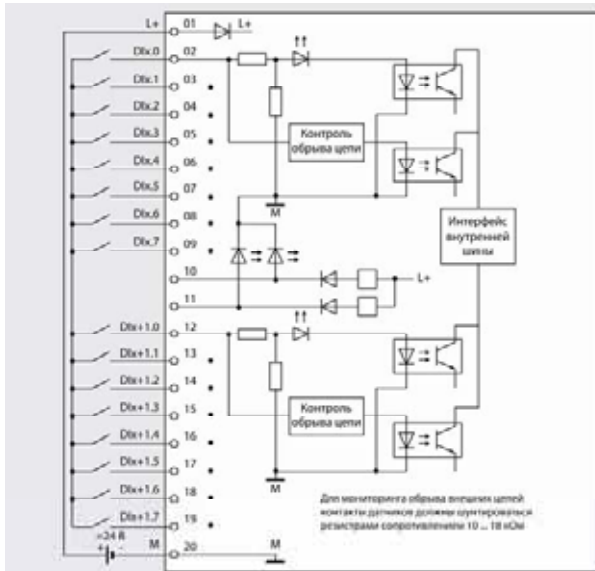 L+ 01 L+
DIx.0 02
DIx.1 03
DIx.2 04
DIx.3 05
DIx.4 06
DIx.5 07
DIx.6 08
DIx.7 09
Контроль
обрыва цепи
M
Интерфейс
внутренней
шины
10 L+
11
DIx+1.0 12
DIx+1.1 13
DIx+1.2 14
DIx+1.3 15
DIx+1.4 16
DIx+1.5 17
DIx+1.6 18
DIx+1.7 19
Контроль
обрыва цепи
M
Для мониторинга обрыва внешних цепей
контакты датчиков должны шунтироваться
резистрами сопротивлением 10 ... 18 кОм
=24 В
+ -
M 20 M